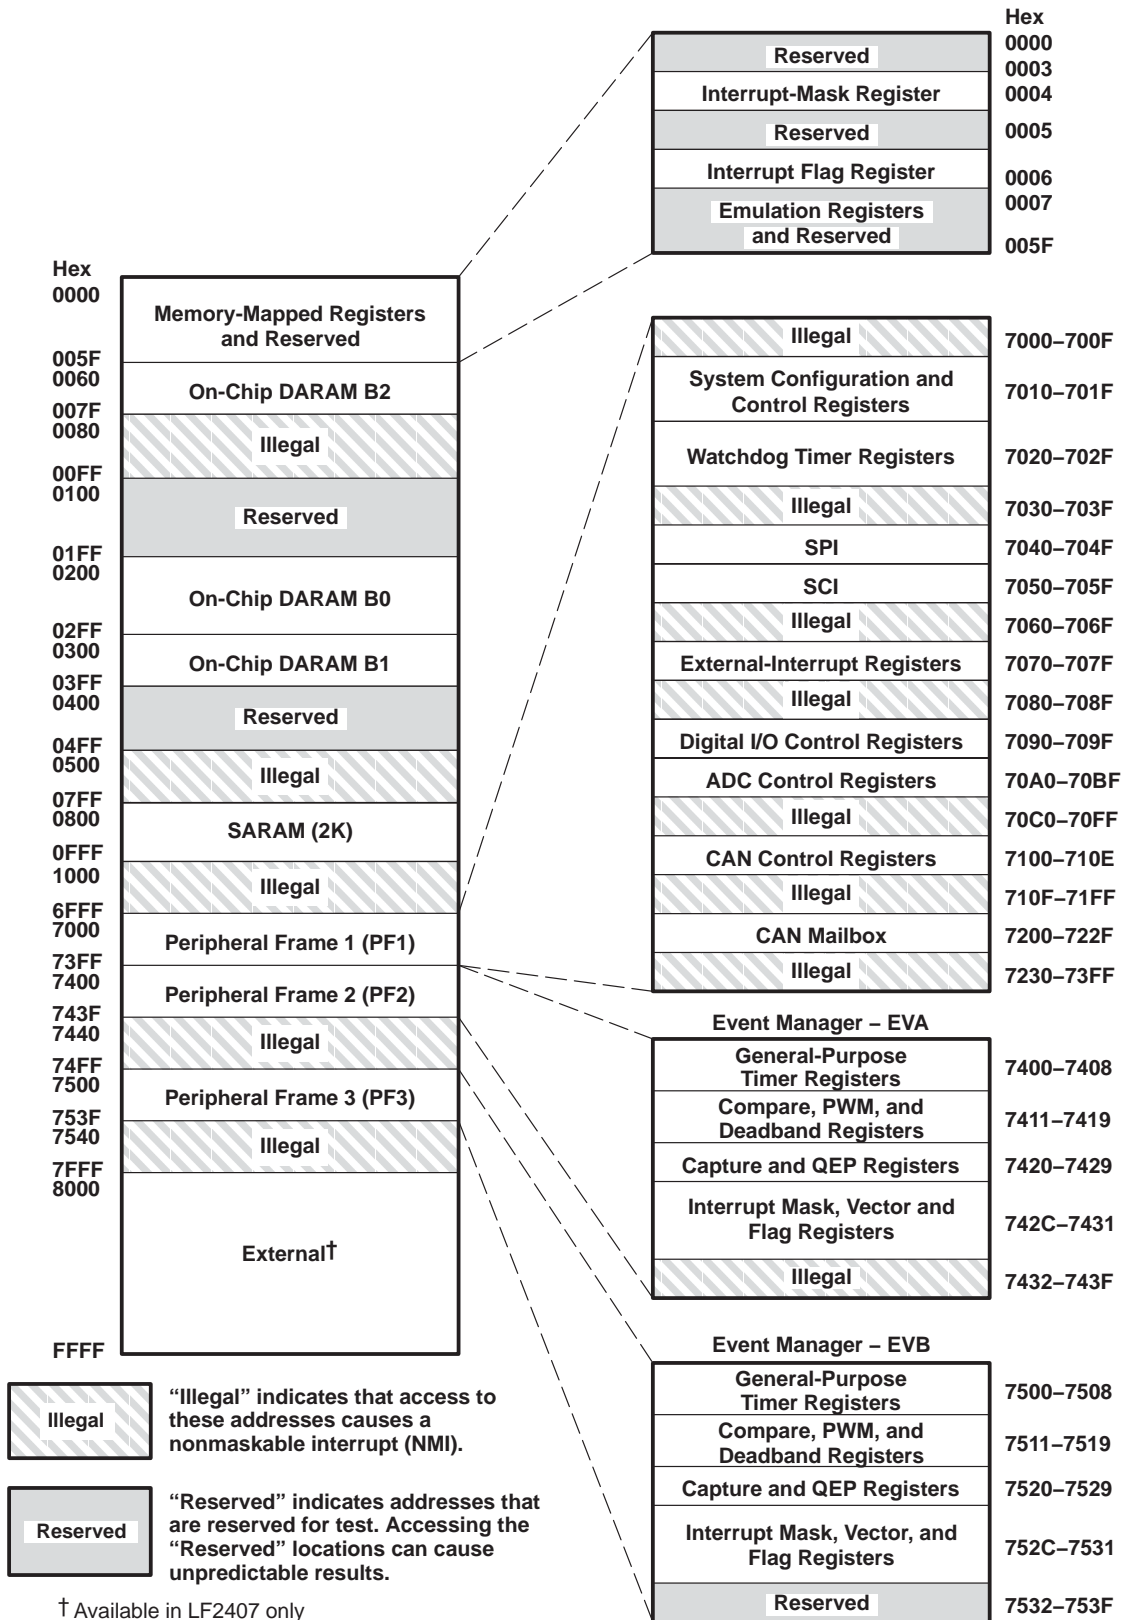 Hex
0000
Memory-Mapped Registers
and Reserved
005F
0060
On-Chip DARAM B2
007F
0080
Illegal
00FF
0100
Reserved
01FF
0200
On-Chip DARAM B0
02FF
0300
On-Chip DARAM B1
03FF
0400
Reserved
04FF
0500
Illegal
07FF
0800
SARAM (2K)
0FFF
1000
Illegal
6FFF
7000
Peripheral Frame 1 (PF1)
73FF
7400
Peripheral Frame 2 (PF2)
743F
7440
Illegal
74FF
7500
Peripheral Frame 3 (PF3)
753F
7540
Illegal
7FFF
8000
External†
FFFF
Hex
Reserved
0000
0003
Interrupt-Mask Register
0004
Reserved
0005
Interrupt Flag Register
0006
0007
Emulation Registers
and Reserved
005F
Illegal
7000–700F
System Configuration and
Control Registers
7010–701F
Watchdog Timer Registers
7020–702F
Illegal
7030–703F
SPI
7040–704F
SCI
7050–705F
Illegal
7060–706F
External-Interrupt Registers
7070–707F
Illegal
7080–708F
Digital I/O Control Registers
7090–709F
ADC Control Registers
70A0–70BF
Illegal
70C0–70FF
CAN Control Registers
7100–710E
Illegal
710F–71FF
CAN Mailbox
7200–722F
Illegal
7230–73FF
Event Manager – EVA
General-Purpose
Timer Registers
7400–7408
Compare, PWM, and
Deadband Registers
7411–7419
Capture and QEP Registers
7420–7429
Interrupt Mask, Vector and
Flag Registers
742C–7431
Illegal
7432–743F
Event Manager – EVB
General-Purpose
Timer Registers
7500–7508
Compare, PWM, and
Deadband Registers
7511–7519
Capture and QEP Registers
7520–7529
Interrupt Mask, Vector, and
Flag Registers
752C–7531
Reserved
7532–753F
Illegal
“Illegal” indicates that access to
these addresses causes a
nonmaskable interrupt (NMI).
Reserved
“Reserved” indicates addresses that
are reserved for test. Accessing the
“Reserved” locations can cause
unpredictable results.
† Available in LF2407 only